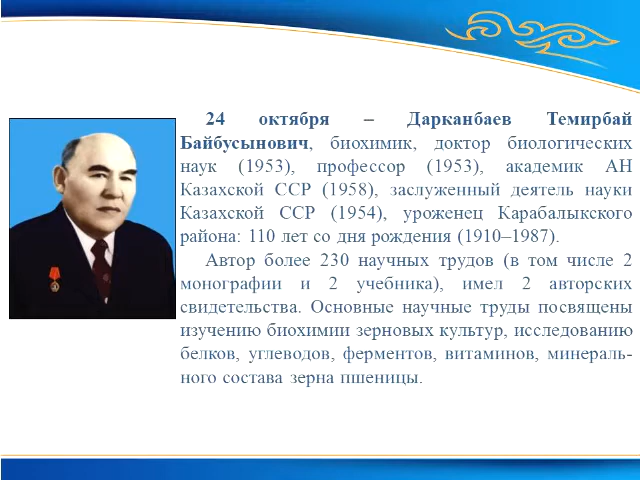 24 октября – Дарканбаев Темирбай
Байбусынович, биохимик, доктор биологических
наук (1953), профессор (1953), академик АН
Казахской ССР (1958), заслуженный деятель науки
Казахской ССР (1954), уроженец Карабалыкского
района: 110 лет со дня рождения (1910–1987).
Автор более 230 научных трудов (в том числе 2
монографии и 2 учебника), имел 2 авторских
свидетельства. Основные научные труды посвящены
изучению биохимии зерновых культур, исследованию
белков, углеводов, ферментов, витаминов, минераль-
ного состава зерна пшеницы.